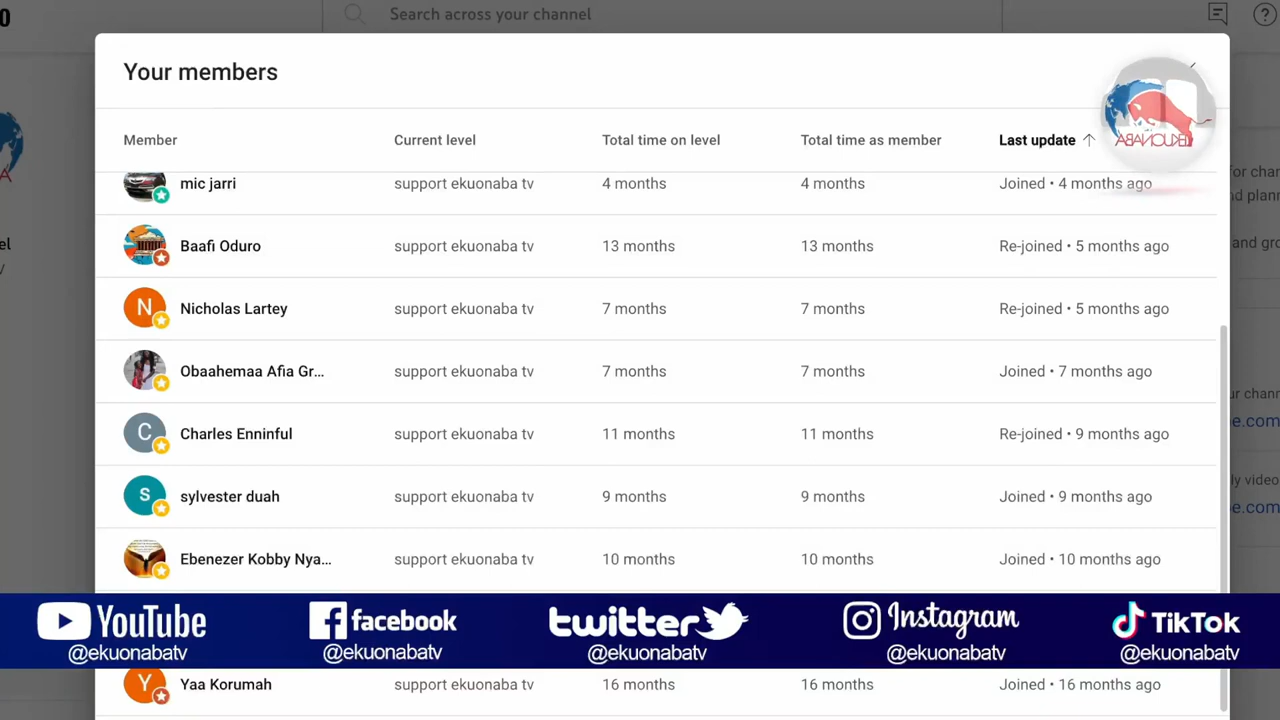 Search across your channel
Your members
Member Current level Total time on level Total time as member Last update
mic jarri support ekuonaba tv 4 months 4 months Joined • 4 months ago
Baafi Oduro support ekuonaba tv 13 months 13 months Re-joined • 5 months ago
N Nicholas Lartey support ekuonaba tv 7 months 7 months Re-joined • 5 months ago
Obaahemaa Afia Gr... support ekuonaba tv 7 months 7 months Joined • 7 months ago
C Charles Enninful support ekuonaba tv 11 months 11 months Re-joined • 9 months ago
s sylvester duah support ekuonaba tv 9 months 9 months Joined • 9 months ago
Ebenezer Kobby Nya... support ekuonaba tv 10 months 10 months Joined • 10 months ago
YouTube facebook twitter Instagram TikTok
@ekuonabatv @ekuonabatv @ekuonabatv @ekuonabatv @ekuonabatv
Y Yaa Korumah support ekuonaba tv 16 months 16 months Joined • 16 months ago